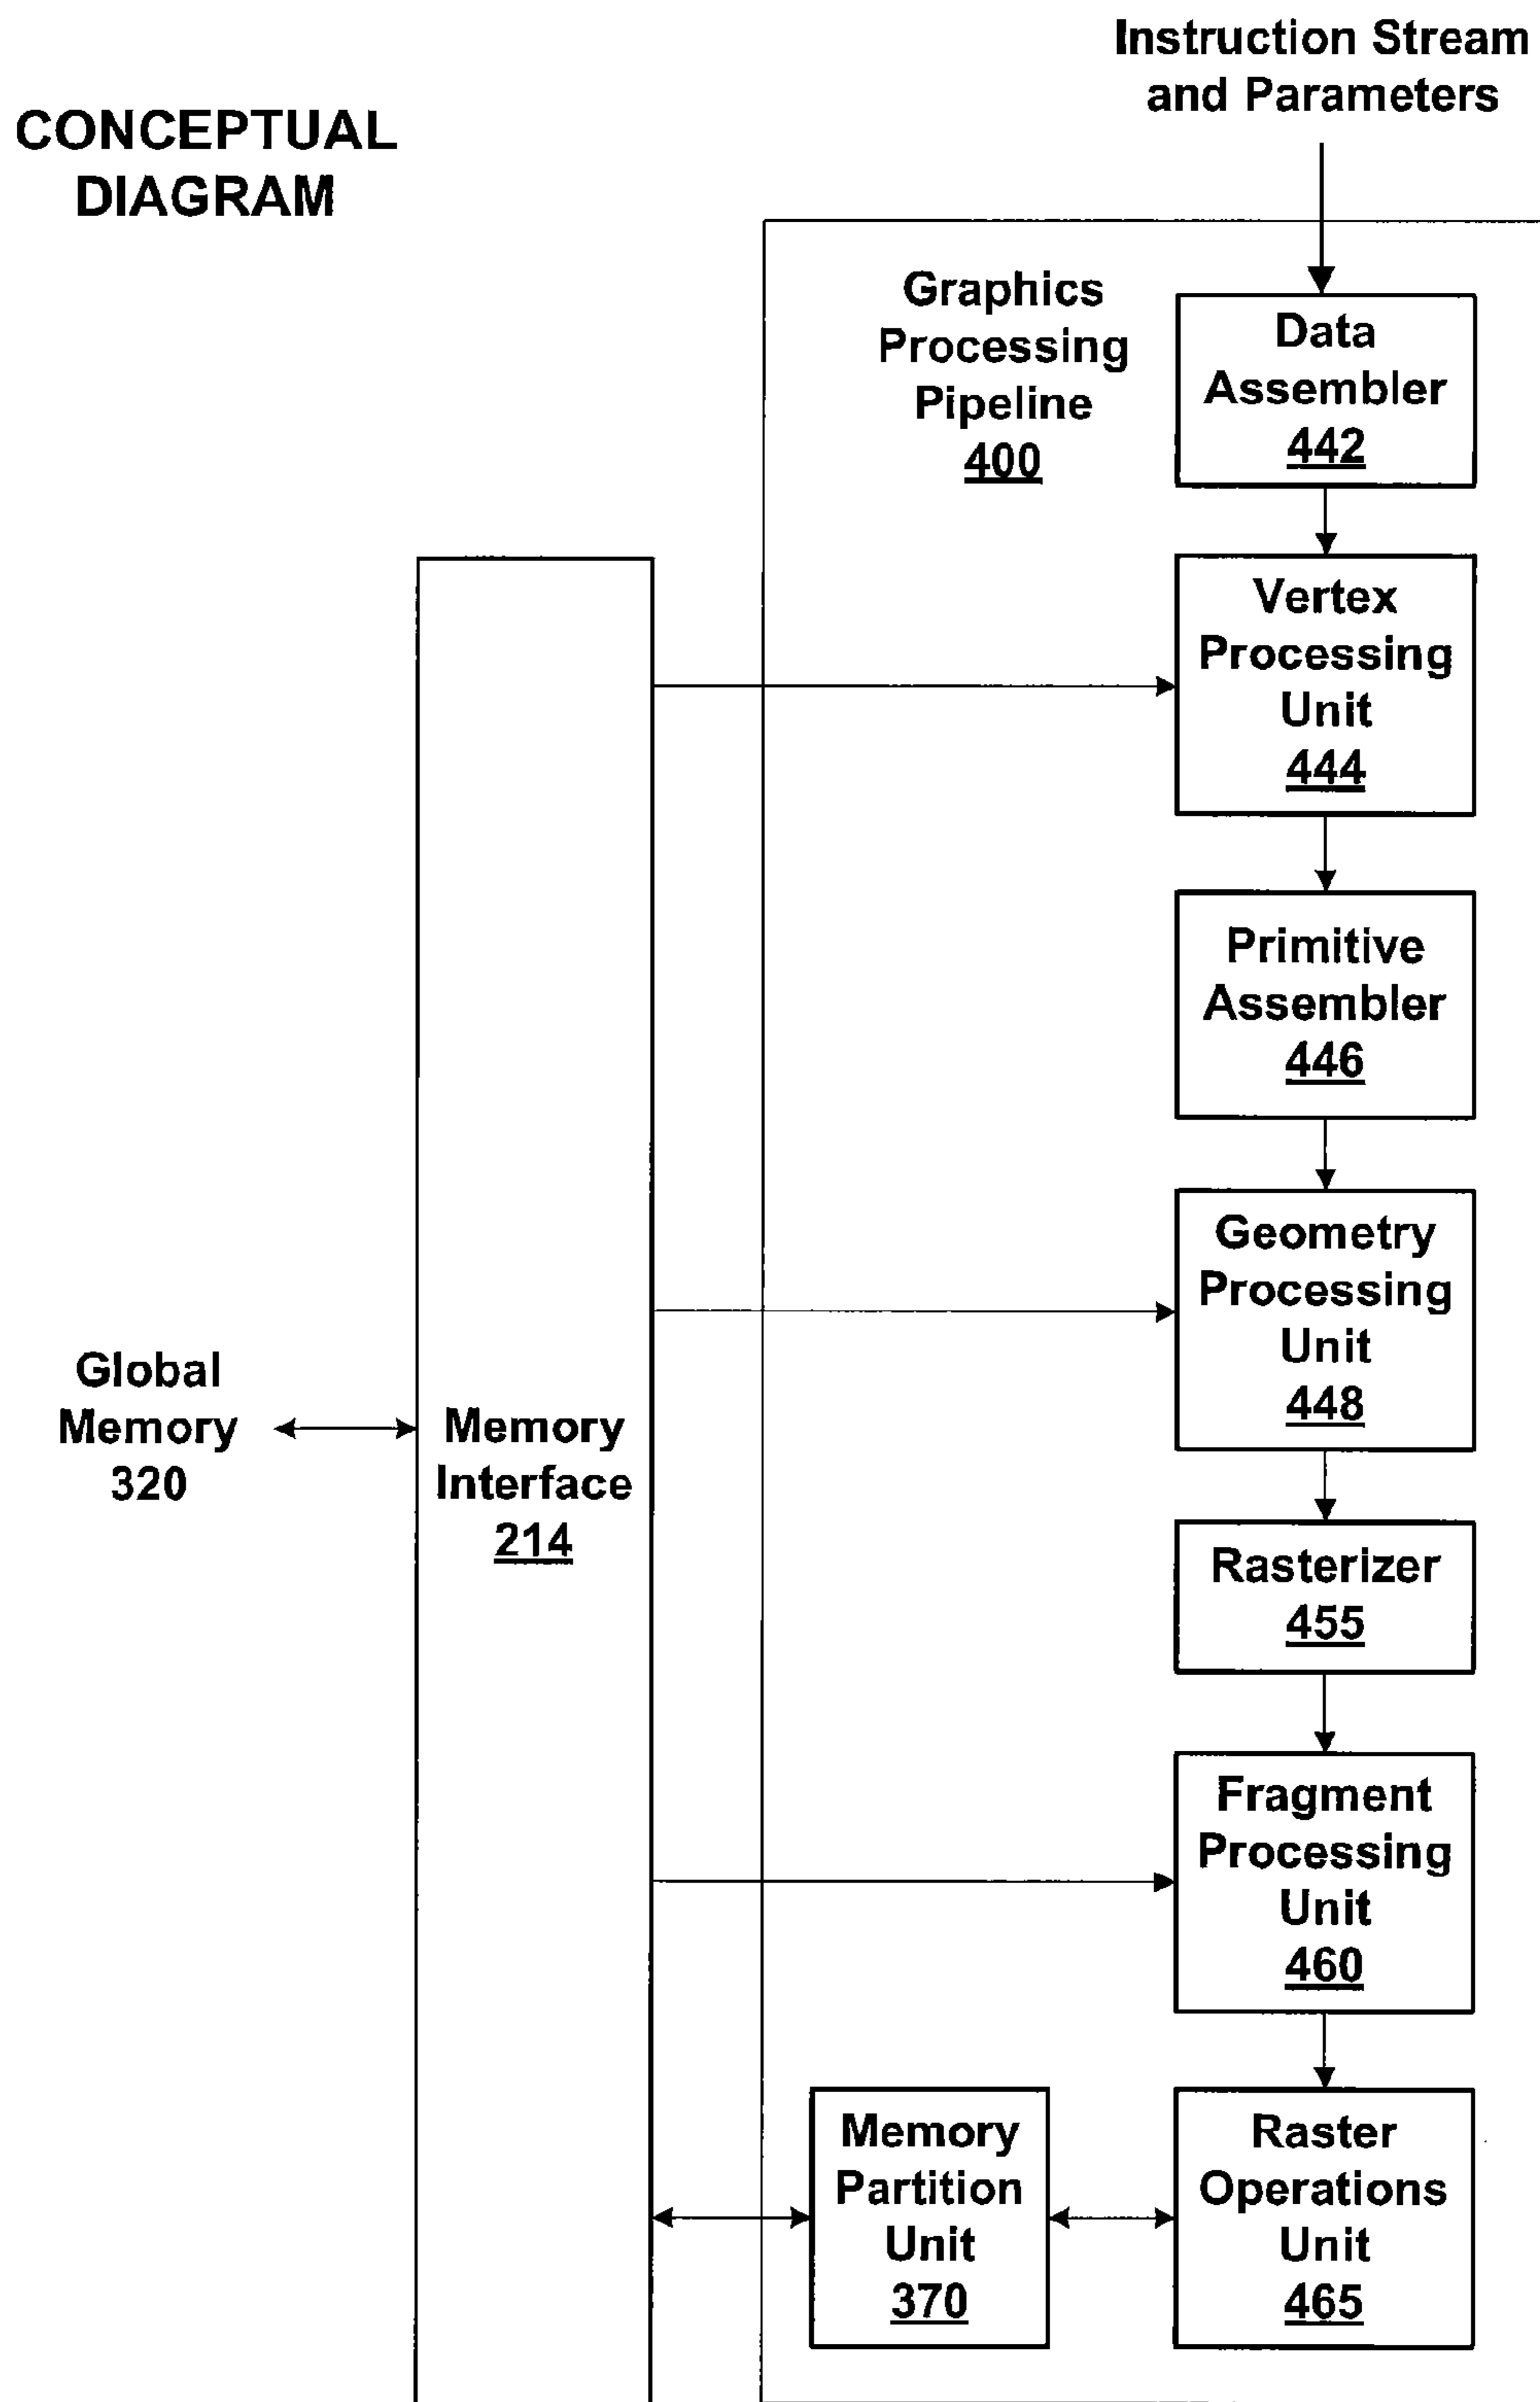 Instruction Stream
and Parameters
CONCEPTUAL
DIAGRAM
Graphics
Processing
Pipeline
400
Data
Assembler
442
Vertex
Processing
Unit
444
Primitive
Assembler
446
Geometry
Processing
Unit
448
Global
Memory
320
Memory
Interface
214
Rasterizer
455
Fragment
Processing
Unit
460
Memory
Partition
Unit
370
Raster
Operations
Unit
465